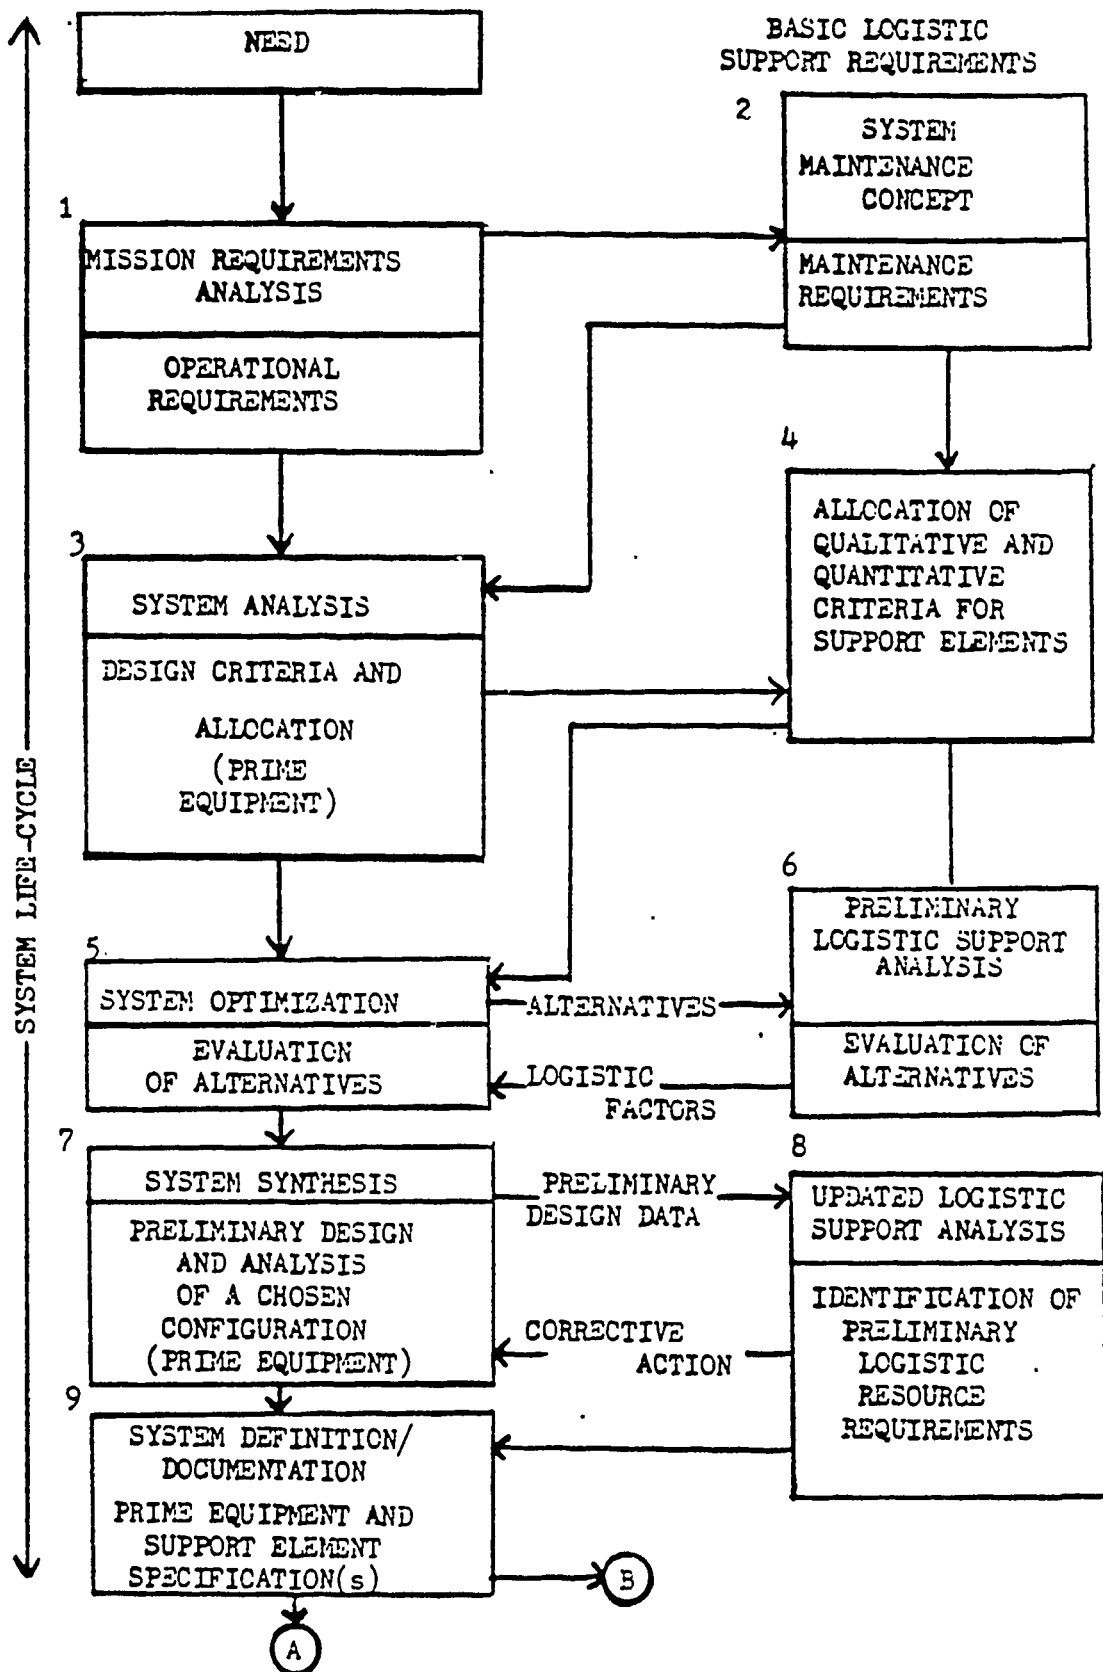 NEED
BASIC LOGISTIC
SUPPORT REQUIREMENTS
1
MISSION REQUIREMENTS
ANALYSIS
OPERATIONAL
REQUIREMENTS
2
SYSTEM
MAINTENANCE
CONCEPT
MAINTENANCE
REQUIREMENTS
3
SYSTEM ANALYSIS
DESIGN CRITERIA AND
ALLOCATION
(PRIME
EQUIPMENT)
4
ALLOCATION OF
QUALITATIVE AND
QUANTITATIVE
CRITERIA FOR
SUPPORT ELEMENTS
SYSTEM LIFE-CYCLE
5.
SYSTEM OPTIMIZATION
EVALUATION
OF ALTERNATIVES
ALTERNATIVES
LOGISTIC
FACTORS
6
PRELIMINARY
LOGISTIC SUPPORT
ANALYSIS
EVALUATION OF
ALTERNATIVES
7
SYSTEM SYNTHESIS
PRELIMINARY DESIGN
AND ANALYSIS
OF A CHOSEN
CONFIGURATION
(PRIME EQUIPMENT)
PRELIMINARY
DESIGN DATA
CORRECTIVE
ACTION
8
UPDATED LOGISTIC
SUPPORT ANALYSIS
IDENTIFICATION OF
PRELIMINARY
LOGISTIC
RESOURCE
REQUIREMENTS
9
SYSTEM DEFINITION/
DOCUMENTATION
PRIME EQUIPMENT AND
SUPPORT ELEMENT
SPECIFICATION(s)
B
A